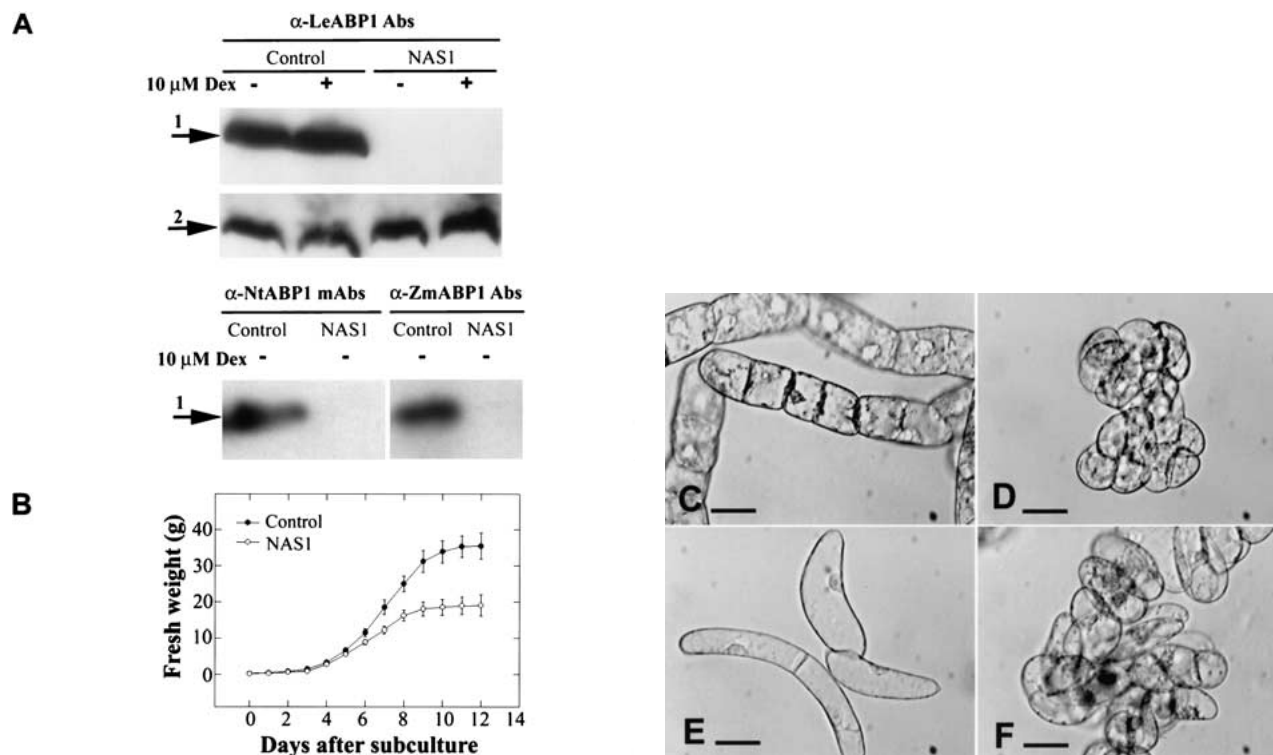 A
α-LeABP1 Abs
Control NAS1
10 µM Dex - + - +
1
2
α-NtABP1 mAbs α-ZmABP1 Abs
Control NAS1 Control NAS1
10 µM Dex - - - -
1
B
Fresh weight (g)
40
30
20
10
0
Control
NAS1
0 2 4 6 8 10 12 14
Days after subculture
C
D
E
F